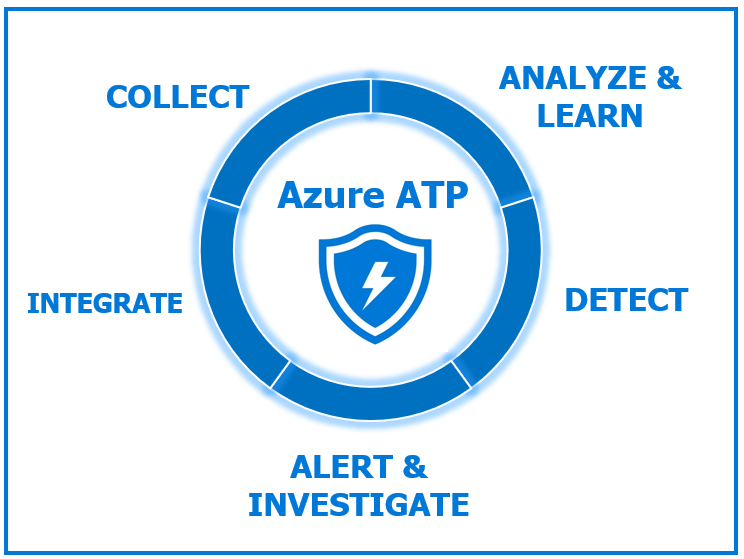 COLLECT
ANALYZE &
LEARN
Azure ATP
INTEGRATE
DETECT
ALERT &
INVESTIGATE